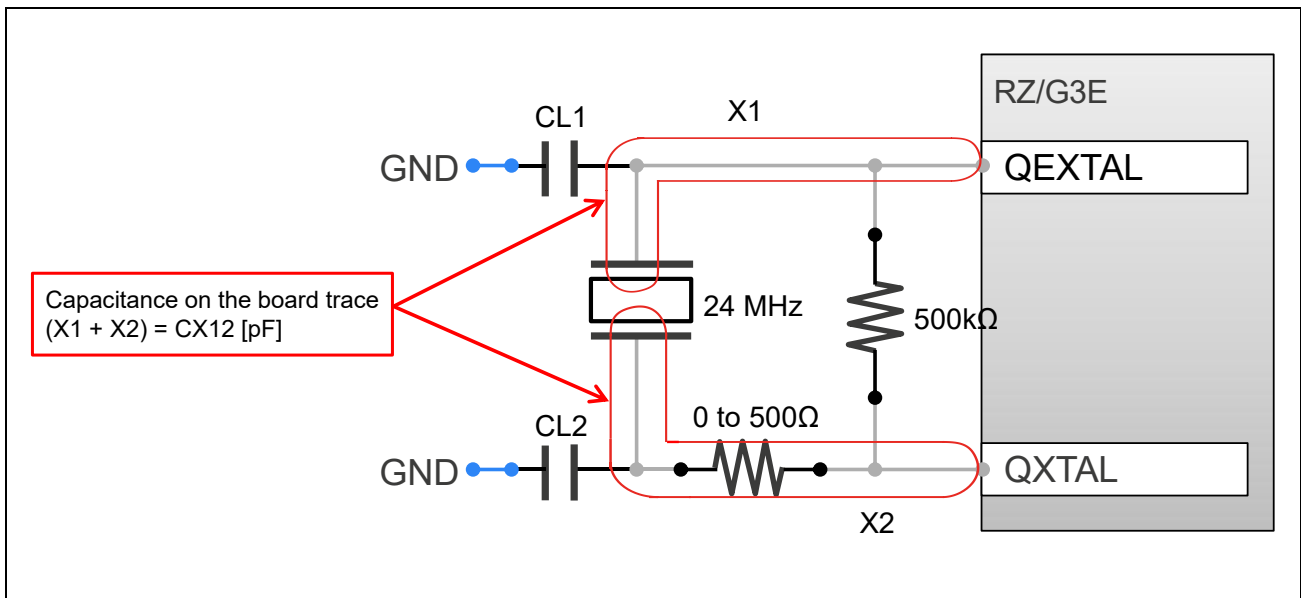 RZ/G3E
X1
CL1
GND
QEXTAL
Capacitance on the board trace
(X1 + X2) = CX12 [pF]
24 MHz
500kΩ
0 to 500Ω
CL2
GND
QXTAL
X2